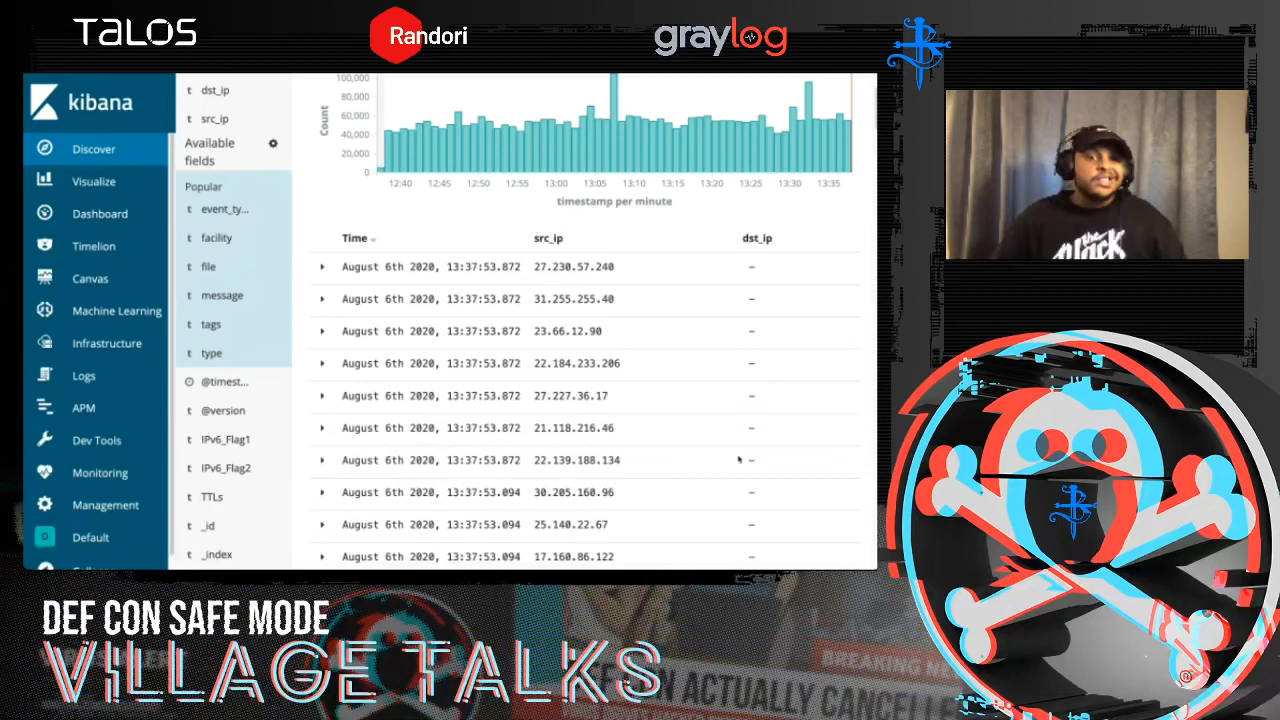 TALOS
Randori
graylog
kibana
Discover
Visualize
Dashboard
Timelion
Canvas
Machine Learning
Infrastructure
Logs
APM
Dev Tools
Monitoring
Management
D Default
t dst_ip
t src_ip
Available
fields
Popular
t event_ty...
t facility
t file
t message
t tags
t type
@timest...
t @version
t IPv6_Flag1
t IPv6_Flag2
t TTLs
t _id
t _index
Count
100,000
80,000
60,000
40,000
20,000
0
12:40 12:45 12:50 12:55 13:00 13:05 13:10 13:15 13:20 13:25 13:30 13:35
timestamp per minute
Time src_ip dst_ip
August 6th 2020, 13:37:53.872 27.230.57.240 –
August 6th 2020, 13:37:53.872 31.255.255.40 –
August 6th 2020, 13:37:53.872 23.66.12.90 –
August 6th 2020, 13:37:53.872 22.184.233.206 –
August 6th 2020, 13:37:53.872 27.227.36.17 –
August 6th 2020, 13:37:53.872 21.118.216.46 –
August 6th 2020, 13:37:53.872 22.139.188.134 –
August 6th 2020, 13:37:53.094 30.205.160.96 –
August 6th 2020, 13:37:53.094 25.140.22.67 –
August 6th 2020, 13:37:53.094 17.160.86.122 –
the
DEF CON SAFE MODE
VILLAGE TALKS
BREAKING
ACTUALLY